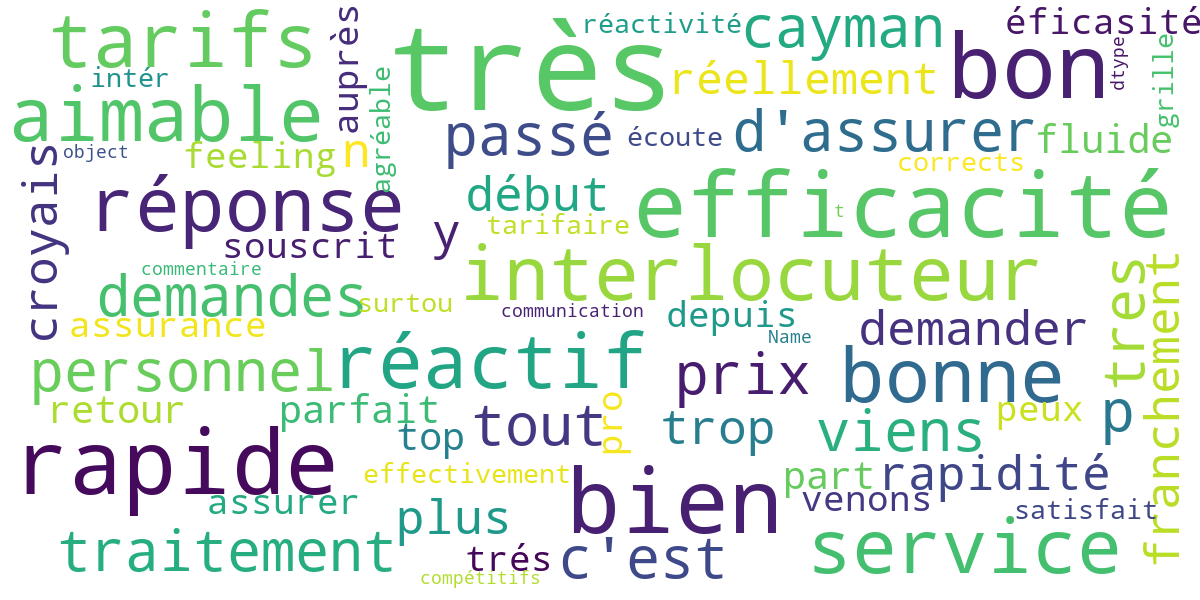 tarifs
auprès
très
réactivité
cayman
bon
éficasité
dtype
grille
intér
réellement
aimable
agréable
passé
écoute
d'assurer
fluide
object
feeling
n
corrects
croyais
réponse
début
efficacité
t
souscrit
y
tarifaire
commentaire
interlocuteur
tres
franchement
demandes
surtou
communication
depuis
Name
demander
assurance
personnel
réactif
prix
bonne
retour
parfait
top
tout
pro
trop
viens
peux
p
rapide
effectivement
bien
part
rapidité
assurer
plus
venons
satisfait
traitement
trés
c'est
service
compétitifs